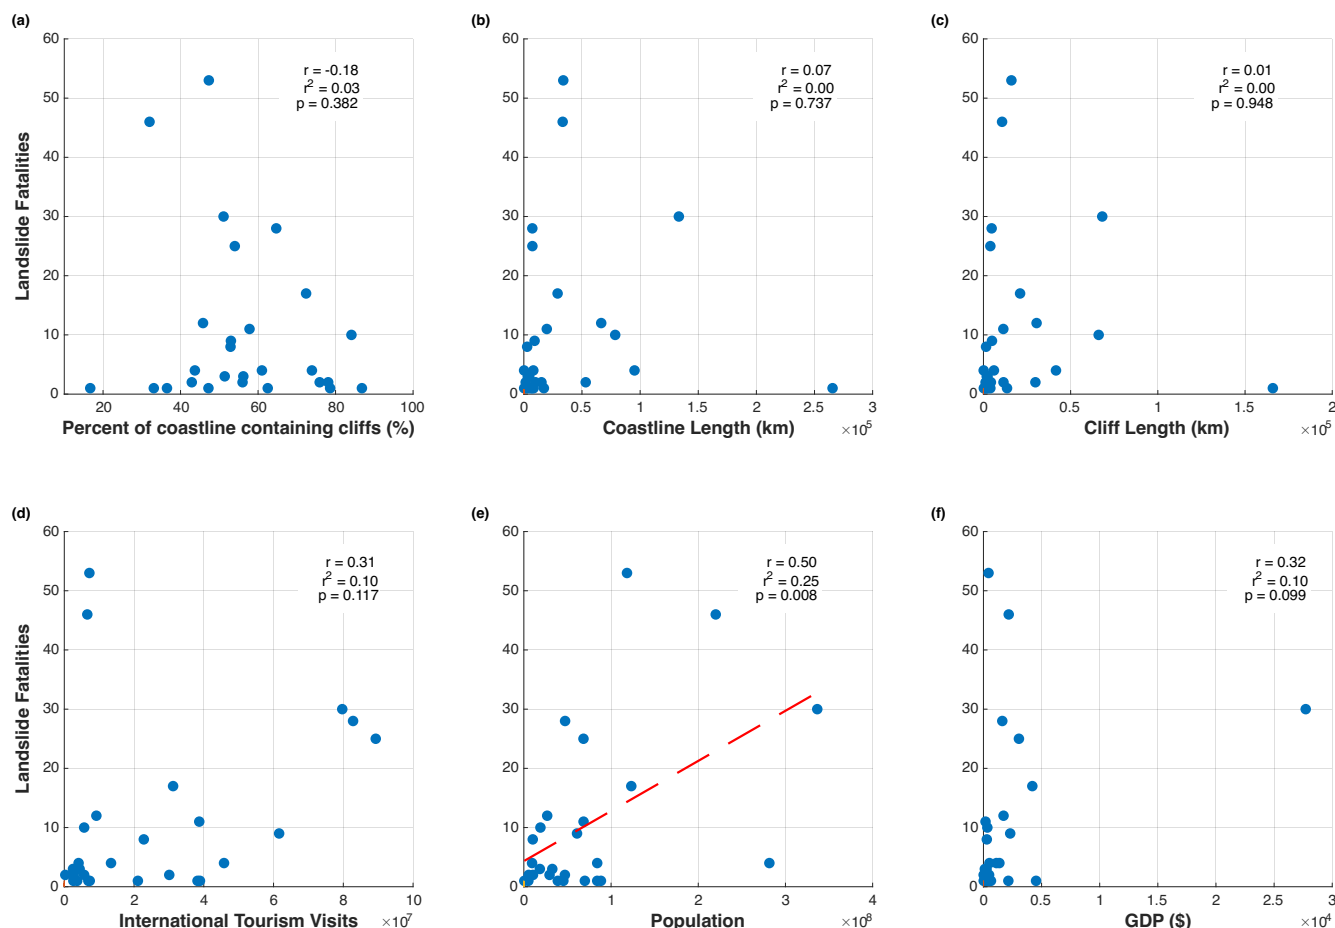 (a)
60
50
40
30
20
10
0
20
40
60
80
100
Landslide Fatalities
Percent of coastline containing cliffs (%)
r = -0.18
r² = 0.03
p = 0.382
(b)
60
50
40
30
20
10
0
0
0.5
1
1.5
2
2.5
3
×10⁵
Coastline Length (km)
r = 0.07
r² = 0.00
p = 0.737
(c)
60
50
40
30
20
10
0
0
0.5
1
1.5
2
×10⁵
Cliff Length (km)
r = 0.01
r² = 0.00
p = 0.948
(d)
60
50
40
30
20
10
0
0
2
4
6
8
10
×10⁷
Landslide Fatalities
International Tourism Visits
r = 0.31
r² = 0.10
p = 0.117
(e)
60
50
40
30
20
10
0
0
1
2
3
4
×10⁸
Population
r = 0.50
r² = 0.25
p = 0.008
(f)
60
50
40
30
20
10
0
0
0.5
1
1.5
2
2.5
3
×10⁴
GDP ($)
r = 0.32
r² = 0.10
p = 0.099